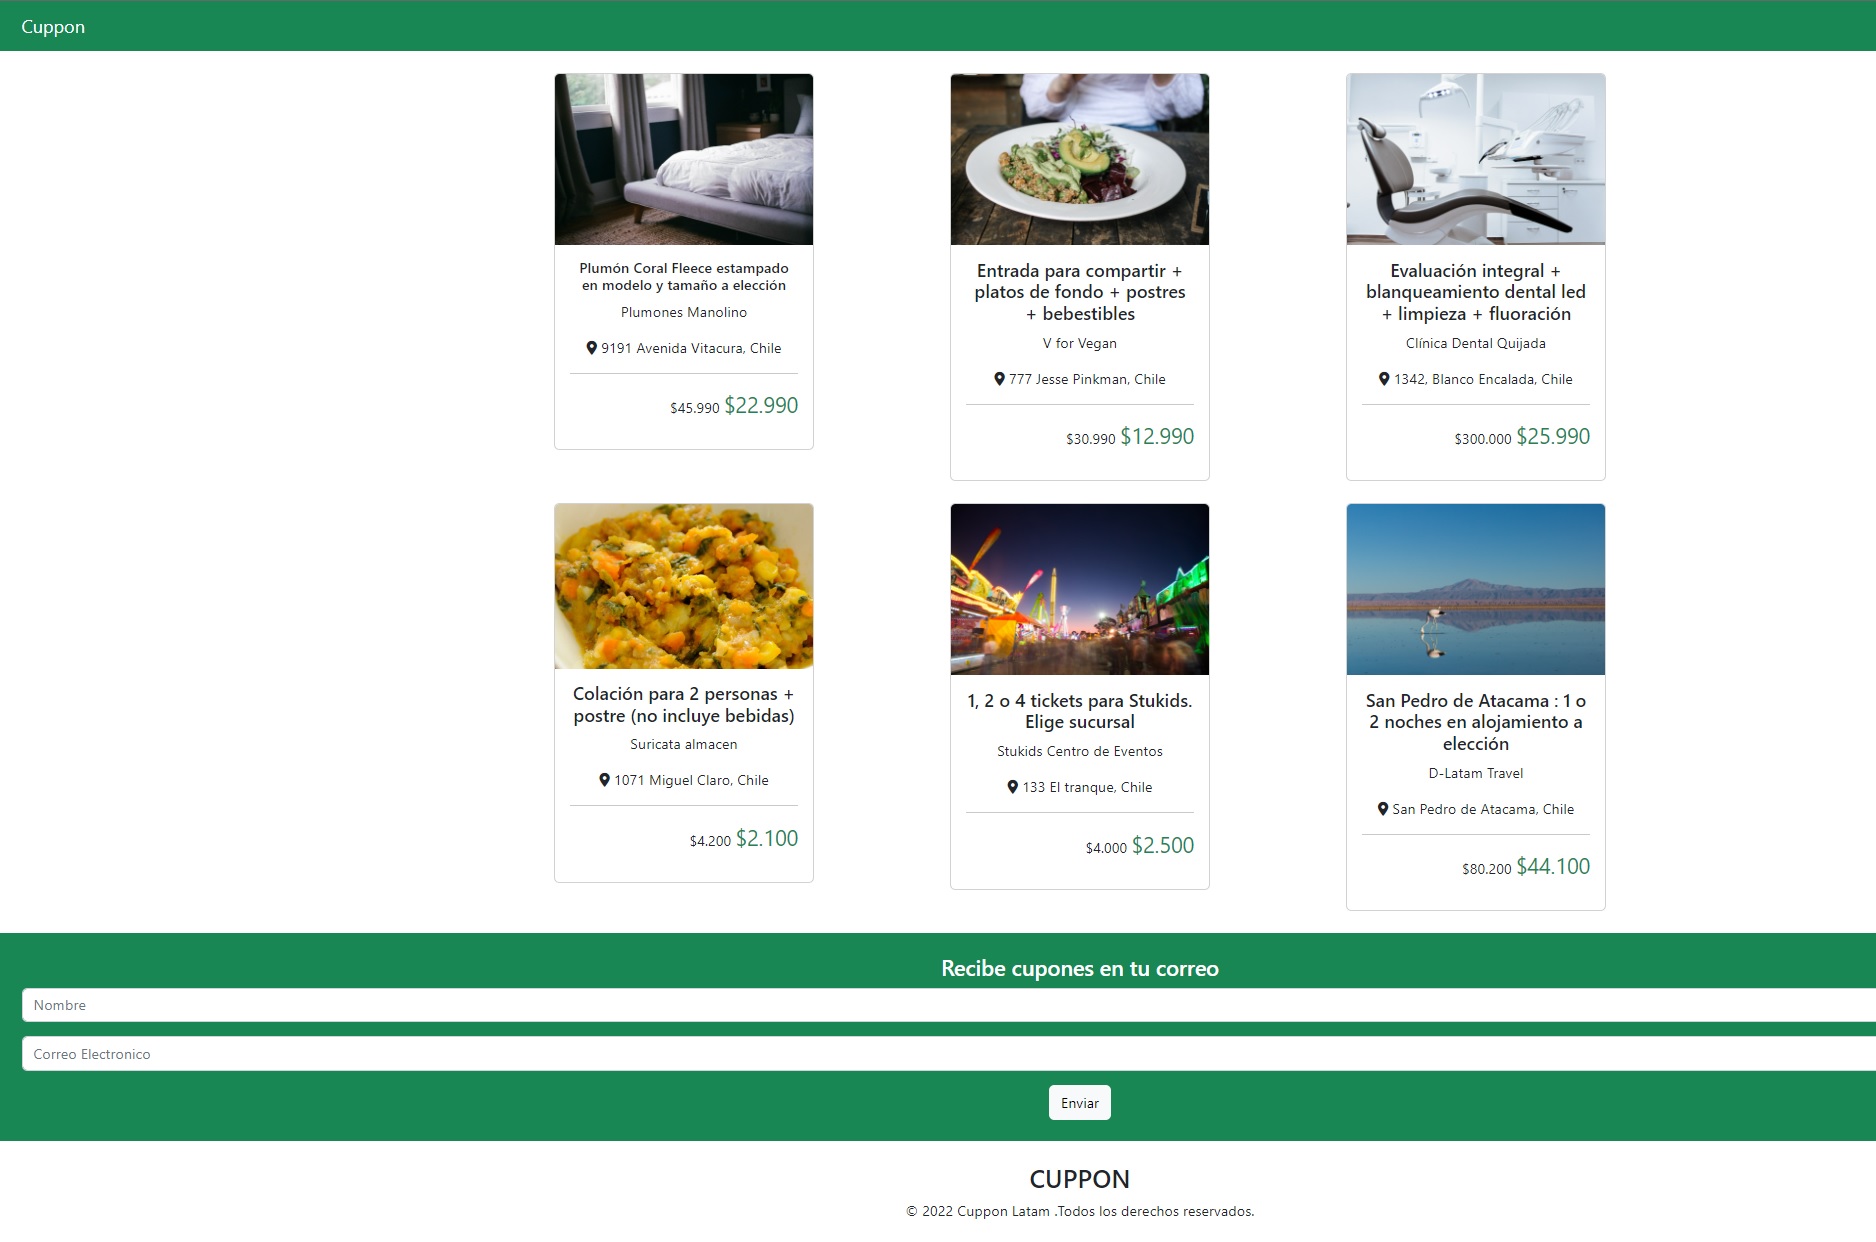 Cuppon
Plumón Coral Fleece estampado
en modelo y tamaño a elección
Plumones Manolino
9191 Avenida Vitacura, Chile
$45.990 $22.990
Entrada para compartir +
platos de fondo + postres
+ bebestibles
V for Vegan
777 Jesse Pinkman, Chile
$30.990 $12.990
Evaluación integral +
blanqueamiento dental led
+ limpieza + fluoración
Clínica Dental Quijada
1342, Blanco Encalada, Chile
$300.000 $25.990
Colación para 2 personas +
postre (no incluye bebidas)
Suricata almacen
1071 Miguel Claro, Chile
$4.200 $2.100
1, 2 o 4 tickets para Stukids.
Elige sucursal
Stukids Centro de Eventos
133 El tranque, Chile
$4.000 $2.500
San Pedro de Atacama : 1 o
2 noches en alojamiento a
elección
D-Latam Travel
San Pedro de Atacama, Chile
$80.200 $44.100
Recibe cupones en tu correo
Nombre
Correo Electronico
Enviar
CUPPON
© 2022 Cuppon Latam .Todos los derechos reservados.